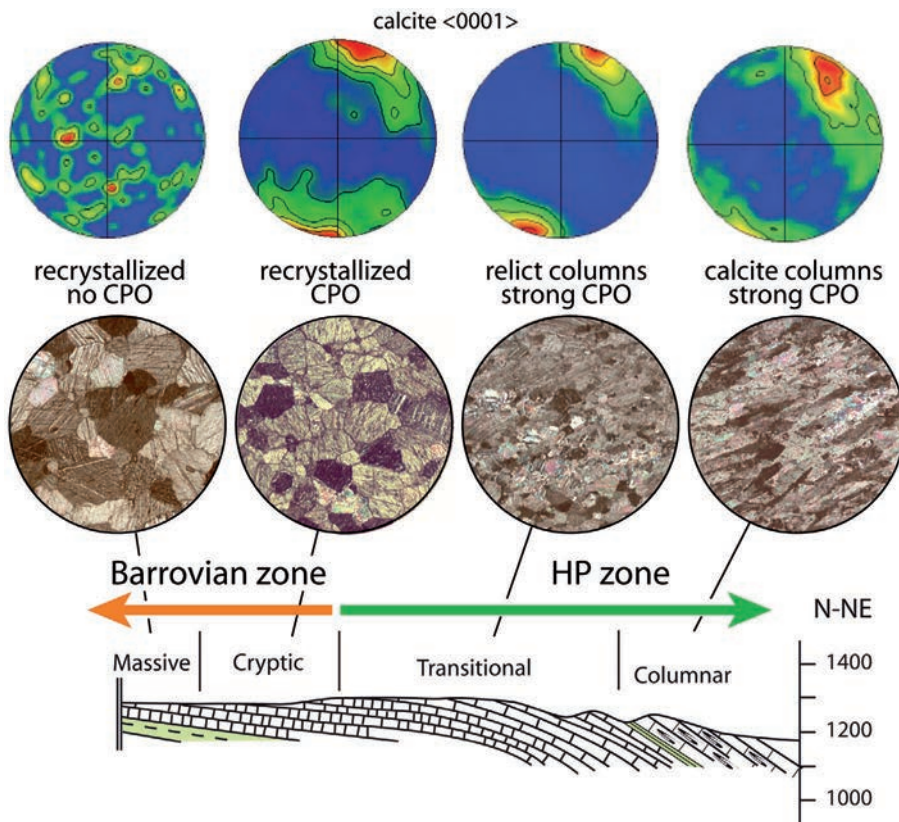 calcite <0001>
recrystallized
no CPO
recrystallized
CPO
relict columns
strong CPO
calcite columns
strong CPO
Barrovian zone
HP zone
N-NE
Massive
Cryptic
Transitional
Columnar
1400
1200
1000